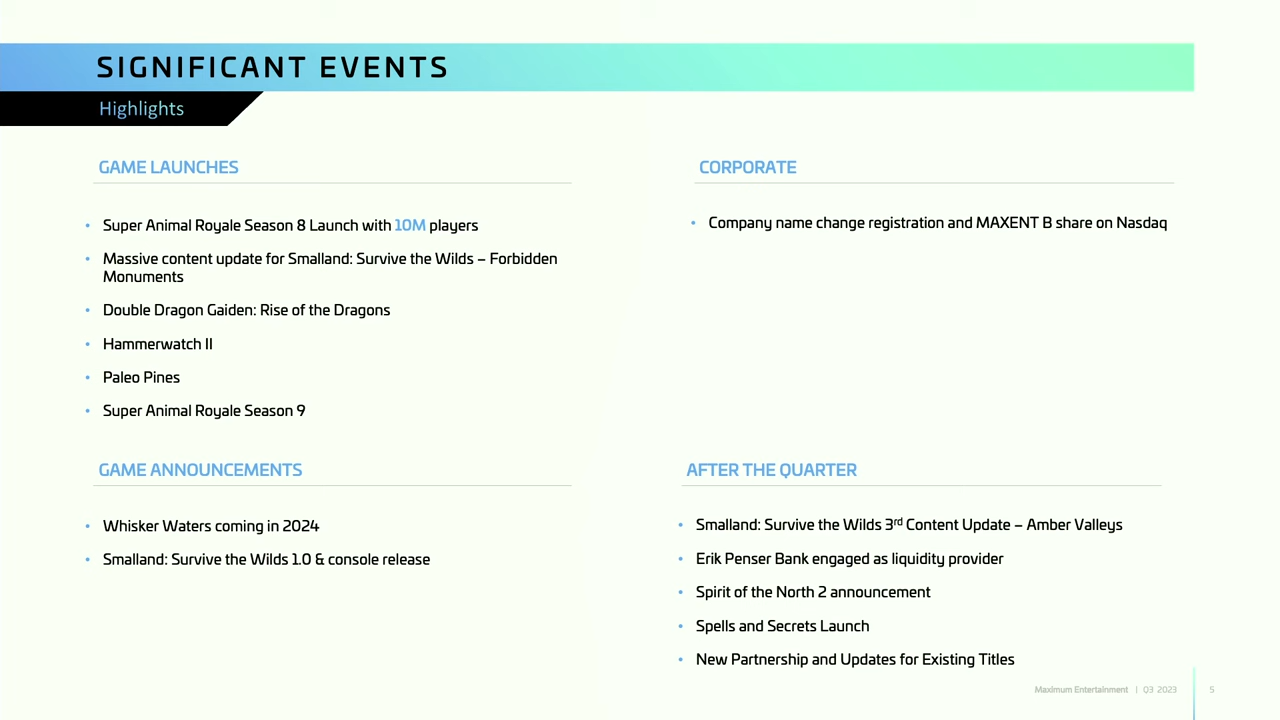 SIGNIFICANT EVENTS
Highlights
GAME LAUNCHES
• Super Animal Royale Season 8 Launch with 10M players
• Massive content update for Smalland: Survive the Wilds – Forbidden
Monuments
• Double Dragon Gaiden: Rise of the Dragons
• Hammerwatch II
• Paleo Pines
• Super Animal Royale Season 9
CORPORATE
• Company name change registration and MAXENT B share on Nasdaq
GAME ANNOUNCEMENTS
• Whisker Waters coming in 2024
• Smalland: Survive the Wilds 1.0 & console release
AFTER THE QUARTER
• Smalland: Survive the Wilds 3rd Content Update – Amber Valleys
• Erik Penser Bank engaged as liquidity provider
• Spirit of the North 2 announcement
• Spells and Secrets Launch
• New Partnership and Updates for Existing Titles
Maximum Entertainment | Q3 2023 5